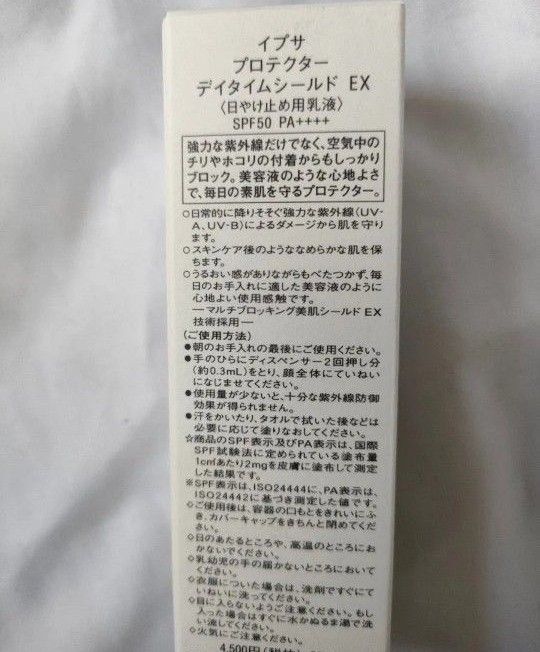 イプサ
プロテクター
デイタイムシールド EX
〈日やけ止め用乳液〉
SPF50 PA++++
強力な紫外線だけでなく、空気中の
チリやホコリの付着からもしっかり
ブロック。美容液のような心地よさ
で、毎日の素肌を守るプロテクター。
○日常的に降りそそぐ強力な紫外線(UV-
A、UV-B)によるダメージから肌を守り
ます。
○スキンケア後のようななめらかな肌を保
ちます。
○うるおい感がありながらもべたつかず、毎
日のお手入れに適した美容液のように
心地よい使用感触です。
―マルチブロッキング美肌シールド EX
技術採用―
(ご使用方法)
●朝のお手入れの最後にご使用ください。
●手のひらにディスペンサー2回押し分
(約0.3mL)をとり、顔全体にていねい
になじませてください。
●使用量が少ないと、十分な紫外線防御
効果が得られません。
●汗をかいたり、タオルで拭いた後などは
必要に応じて塗りなおしてください。
☆商品のSPF表示及びPA表示は、国際
SPF試験法に定められている塗布量
1c㎡あたり2mgを皮膚に塗布して測定
した結果です。
※SPF表示は、ISO24444に、PA表示は、
ISO24442に基づき測定した値です。
◇ご使用後は、容器の口もとをきれいにふ
き、カバーキャップをきちんと閉めてくだ
さい。
◇日のあたるところや、高温のところにお
かないでください。
◇乳幼児の手の届かないところにおいて
ください。
◇衣服についた場合は、洗剤ですぐにて
いねいに洗ってください。
◇目に入らないようご注意ください。もし
入った場合はすぐに水かぬるま湯で洗
い流してください。
◇火気にご注意ください。
4,500円